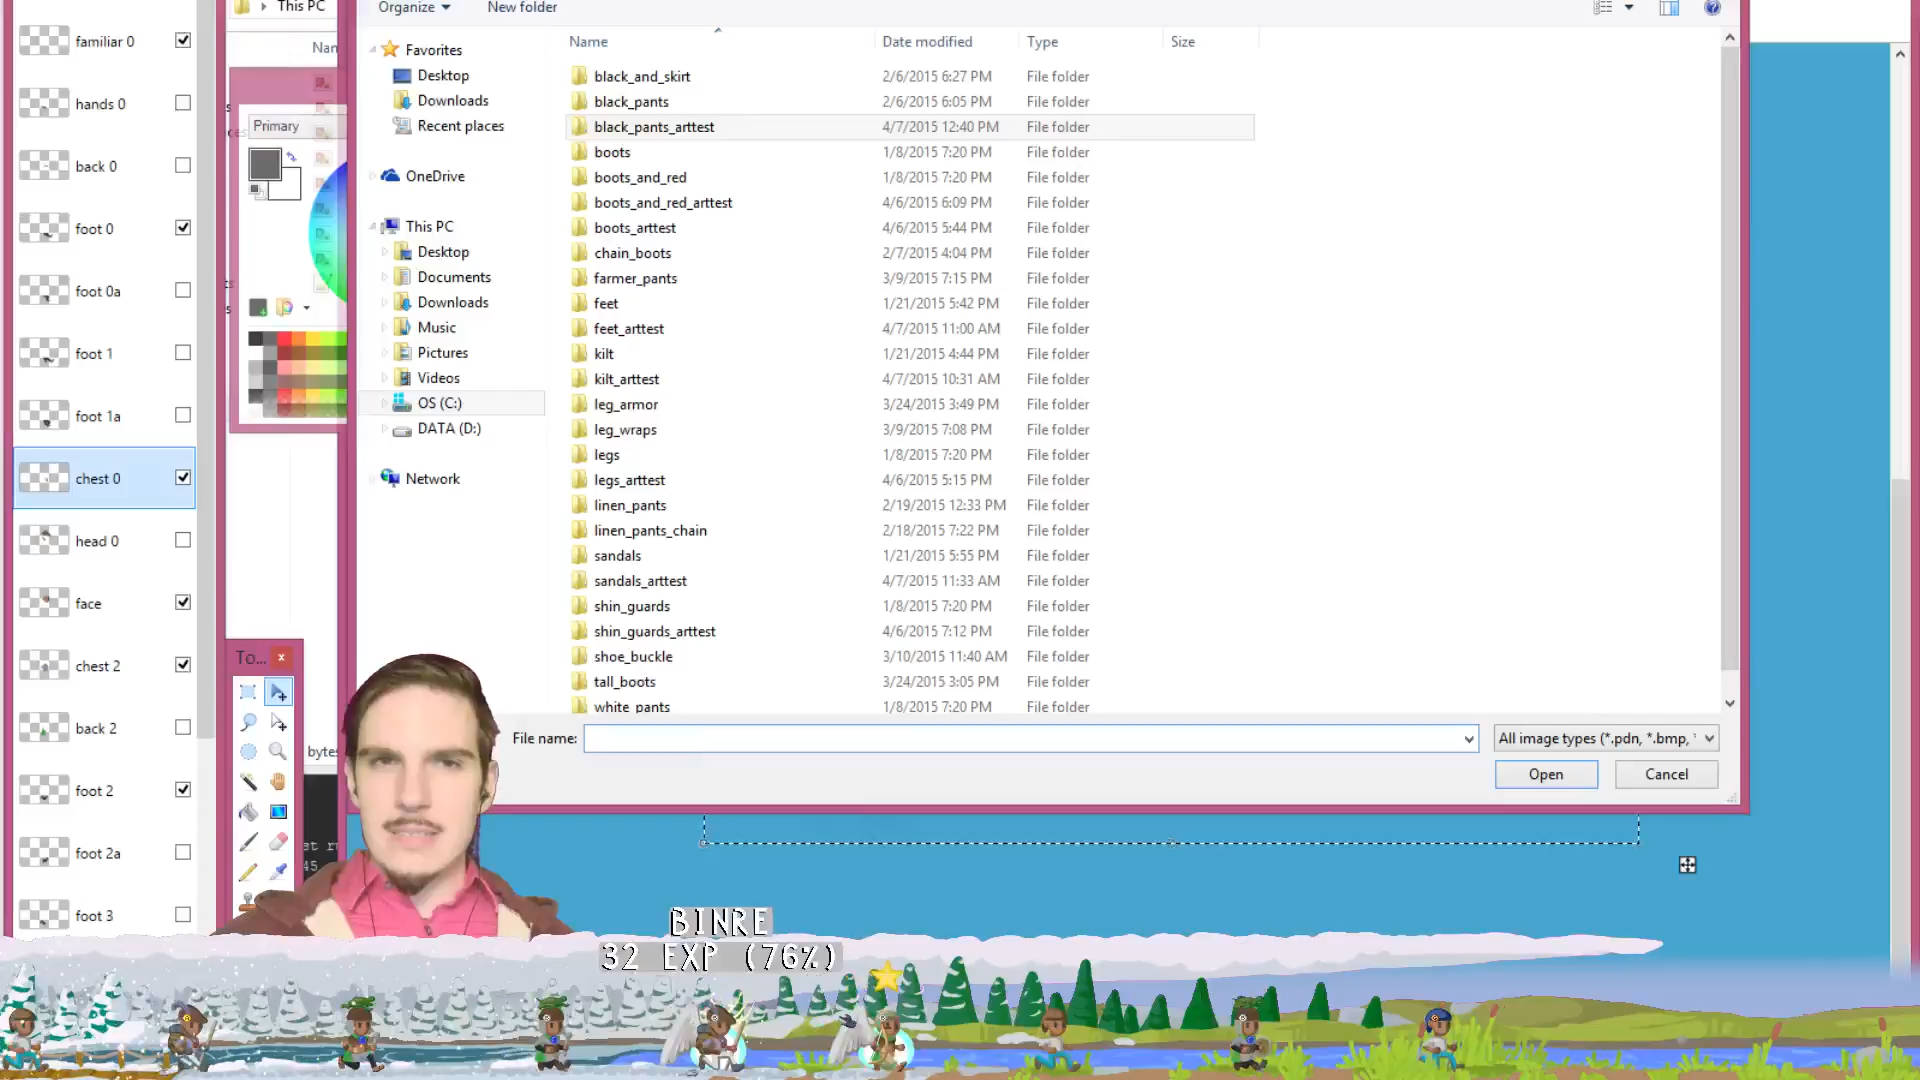 This PC
Nan
Primary
familiar 0
hands 0
back 0
foot 0
foot 0a
foot 1
foot 1a
chest 0
head 0
face
chest 2
back 2
foot 2
foot 2a
foot 3
To...
bytes
Organize
New folder
Favorites
Desktop
Downloads
Recent places
OneDrive
This PC
Desktop
Documents
Downloads
Music
Pictures
Videos
OS (C:)
DATA (D:)
Network
Name Date modified Type Size
black_and_skirt 2/6/2015 6:27 PM File folder
black_pants 2/6/2015 6:05 PM File folder
black_pants_arttest 4/7/2015 12:40 PM File folder
boots 1/8/2015 7:20 PM File folder
boots_and_red 1/8/2015 7:20 PM File folder
boots_and_red_arttest 4/6/2015 6:09 PM File folder
boots_arttest 4/6/2015 5:44 PM File folder
chain_boots 2/7/2015 4:04 PM File folder
farmer_pants 3/9/2015 7:15 PM File folder
feet 1/21/2015 5:42 PM File folder
feet_arttest 4/7/2015 11:00 AM File folder
kilt 1/21/2015 4:44 PM File folder
kilt_arttest 4/7/2015 10:31 AM File folder
leg_armor 3/24/2015 3:49 PM File folder
leg_wraps 3/9/2015 7:08 PM File folder
legs 1/8/2015 7:20 PM File folder
legs_arttest 4/6/2015 5:15 PM File folder
linen_pants 2/19/2015 12:33 PM File folder
linen_pants_chain 2/18/2015 7:22 PM File folder
sandals 1/21/2015 5:55 PM File folder
sandals_arttest 4/7/2015 11:33 AM File folder
shin_guards 1/8/2015 7:20 PM File folder
shin_guards_arttest 4/6/2015 7:12 PM File folder
shoe_buckle 3/10/2015 11:40 AM File folder
tall_boots 3/24/2015 3:05 PM File folder
white_pants 1/8/2015 7:20 PM File folder
File name:
All image types (*.pdn, *.bmp, *
Open
Cancel
BINRE
32 EXP (76%)